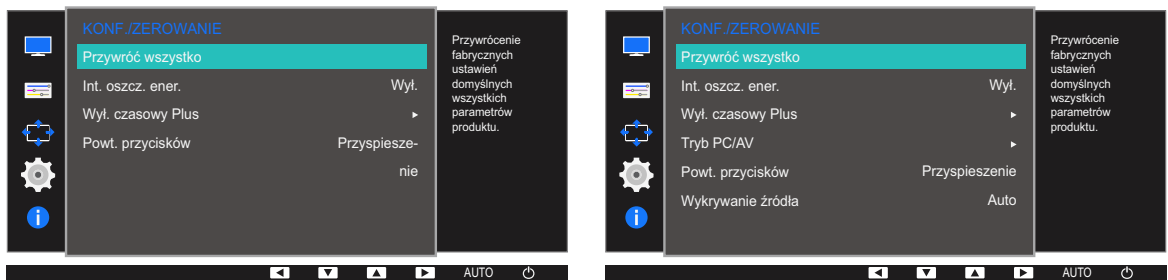 KONF./ZEROWANIE
Przywróć wszystko
Int. oszcz. ener. Wył.
Wył. czasowy Plus
Powt. przycisków Przyspiesze-
nie
Przywrócenie
fabrycznych
ustawień
domyślnych
wszystkich
parametrów
produktu.
AUTO
KONF./ZEROWANIE
Przywróć wszystko
Int. oszcz. ener. Wył.
Wył. czasowy Plus
Tryb PC/AV
Powt. przycisków Przyspieszenie
Wykrywanie źródła Auto
Przywrócenie
fabrycznych
ustawień
domyślnych
wszystkich
parametrów
produktu.
AUTO